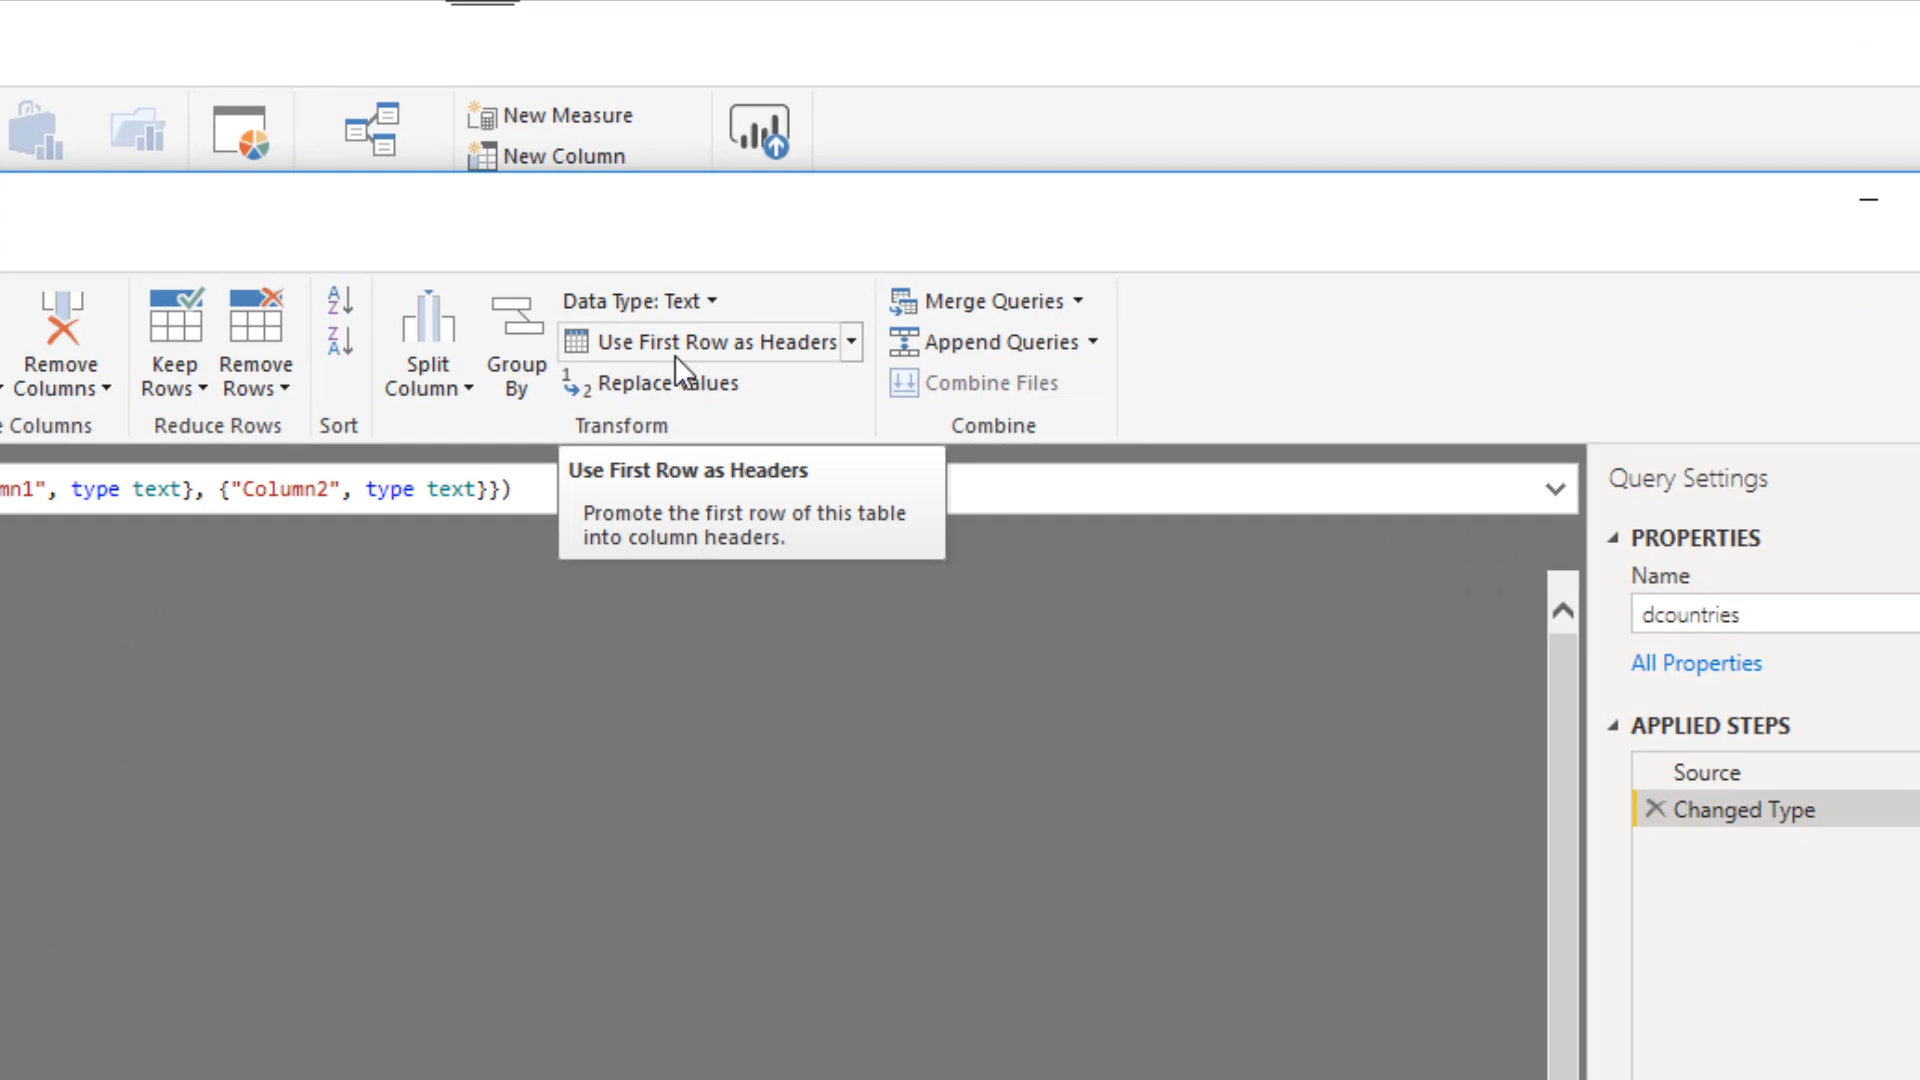 New Measure
New Column
Remove
Columns
Keep
Rows
Remove
Rows
A
Z
Z
A
Split
Column
Group
By
Data Type: Text
Use First Row as Headers
1
2
Replace Values
Merge Queries
Append Queries
Combine Files
e Columns
Reduce Rows
Sort
Transform
Combine
mn1", type text}, {"Column2", type text}})
Use First Row as Headers
Promote the first row of this table
into column headers.
Query Settings
PROPERTIES
Name
dcountries
All Properties
APPLIED STEPS
Source
Changed Type